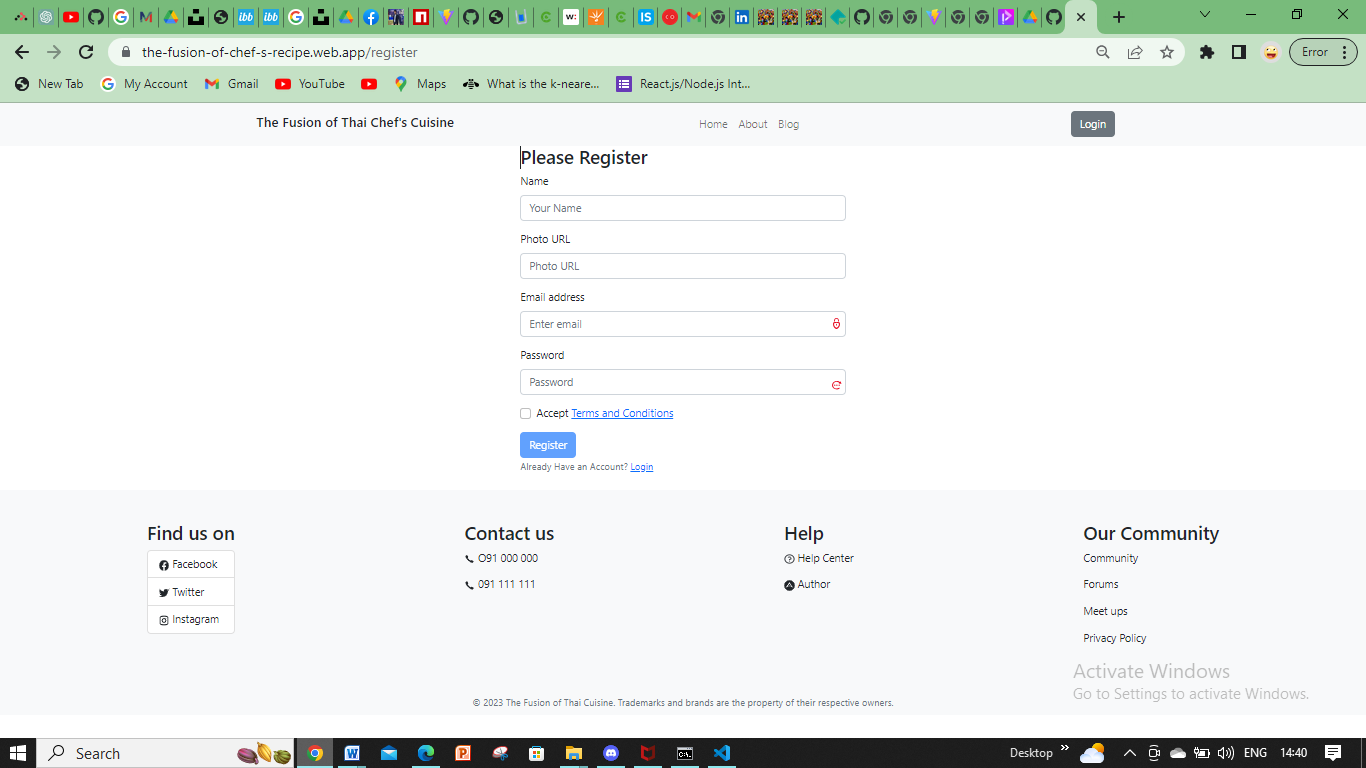 ibb
ibb
w:
IS
in
the-fusion-of-chef-s-recipe.web.app/register
Error
New Tab
My Account
Gmail
YouTube
Maps
What is the k-neare...
React.js/Node.js Int...
The Fusion of Thai Chef's Cuisine
Home
About
Blog
Login
Please Register
Name
Your Name
Photo URL
Photo URL
Email address
Enter email
Password
Password
Accept Terms and Conditions
Register
Already Have an Account? Login
Find us on
Facebook
Twitter
Instagram
Contact us
O91 000 000
091 111 111
Help
Help Center
Author
Our Community
Community
Forums
Meet ups
Privacy Policy
Activate Windows
Go to Settings to activate Windows.
© 2023 The Fusion of Thai Cuisine. Trademarks and brands are the property of their respective owners.
Search
Desktop
ENG
14:40